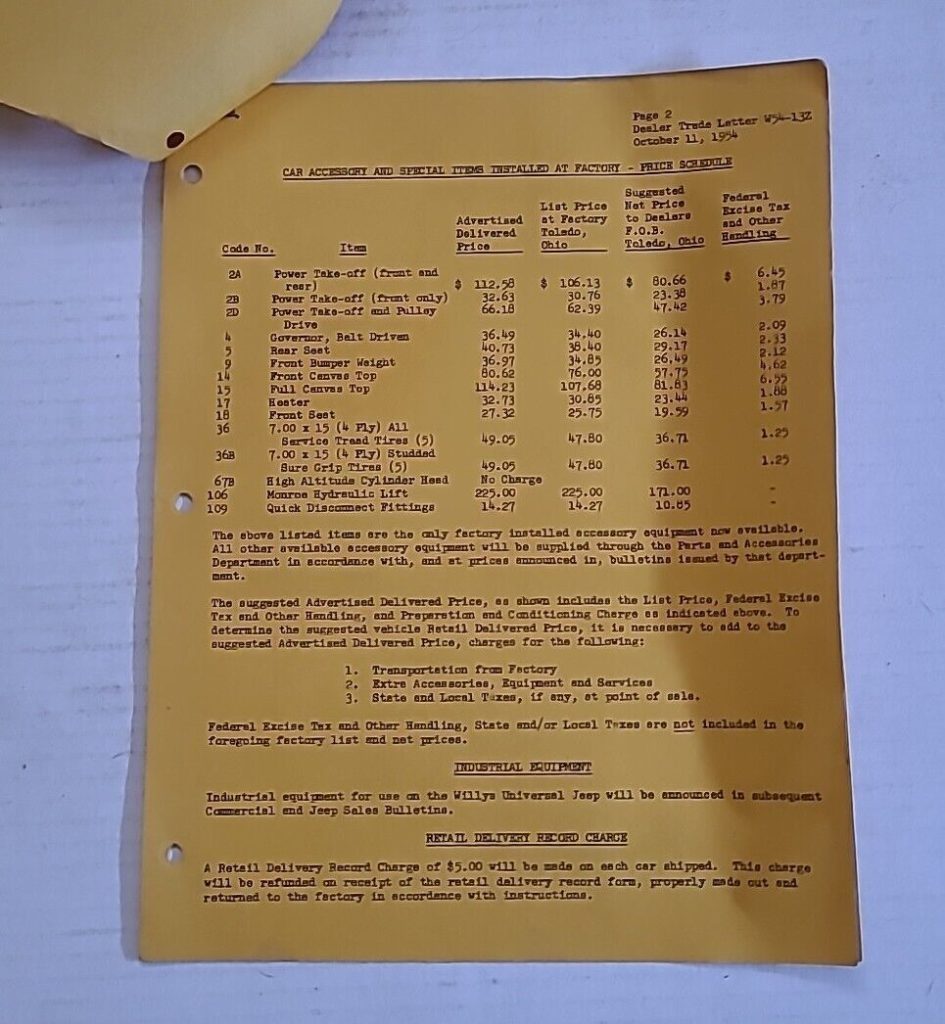 Page 2
Dealer Trade Letter W54-13Z
October 11, 1954
CAR ACCESSORY AND SPECIAL ITEMS INSTALLED AT FACTORY - PRICE SCHEDULE
Code No. Item Advertised Delivered Price List Price at Factory Toledo, Ohio Suggested Net Price to Dealers F.O.B. Toledo, Ohio Federal Excise Tax and Other Handling
2A Power Take-off (front and
rear) $ 112.58 $ 106.13 $ 80.66 $ 6.45
2B Power Take-off (front only) 32.63 30.76 23.38 1.87
2D Power Take-off and Pulley 66.18 62.39 47.42 3.79
Drive
4 Governor, Belt Driven 36.49 34.40 26.14 2.09
5 Rear Seat 40.73 38.40 29.17 2.33
9 Front Bumper Weight 36.97 34.85 26.49 2.12
14 Front Canvas Top 80.62 76.00 57.75 4.62
15 Full Canvas Top 114.23 107.68 81.83 6.55
17 Heater 32.73 30.85 23.44 1.88
18 Front Seat 27.32 25.75 19.59 1.57
36 7.00 x 15 (4 Ply) All
Service Tread Tires (5) 49.05 47.80 36.71 1.25
36B 7.00 x 15 (4 Ply) Studded
Sure Grip Tires (5) 49.05 47.80 36.71 1.25
67B High Altitude Cylinder Head No Charge
106 Monroe Hydraulic Lift 225.00 225.00 171.00 -
109 Quick Disconnect Fittings 14.27 14.27 10.85 -
The above listed items are the only factory installed accessory equipment now available.
All other available accessory equipment will be supplied through the Parts and Accessories
Department in accordance with, and at prices announced in, bulletins issued by that depart-
ment.
The suggested Advertised Delivered Price, as shown includes the List Price, Federal Excise
Tax and Other Handling, and Preparation and Conditioning Charge as indicated above. To
determine the suggested vehicle Retail Delivered Price, it is necessary to add to the
suggested Advertised Delivered Price, charges for the following:
1. Transportation from Factory
2. Extra Accessories, Equipment and Services
3. State and Local Taxes, if any, at point of sale.
Federal Excise Tax and Other Handling, State and/or Local Taxes are not included in the
foregoing factory list and net prices.
INDUSTRIAL EQUIPMENT
Industrial equipment for use on the Willys Universal Jeep will be announced in subsequent
Commercial and Jeep Sales Bulletins.
RETAIL DELIVERY RECORD CHARGE
A Retail Delivery Record Charge of $5.00 will be made on each car shipped. This charge
will be refunded on receipt of the retail delivery record form, properly made out and
returned to the factory in accordance with instructions.